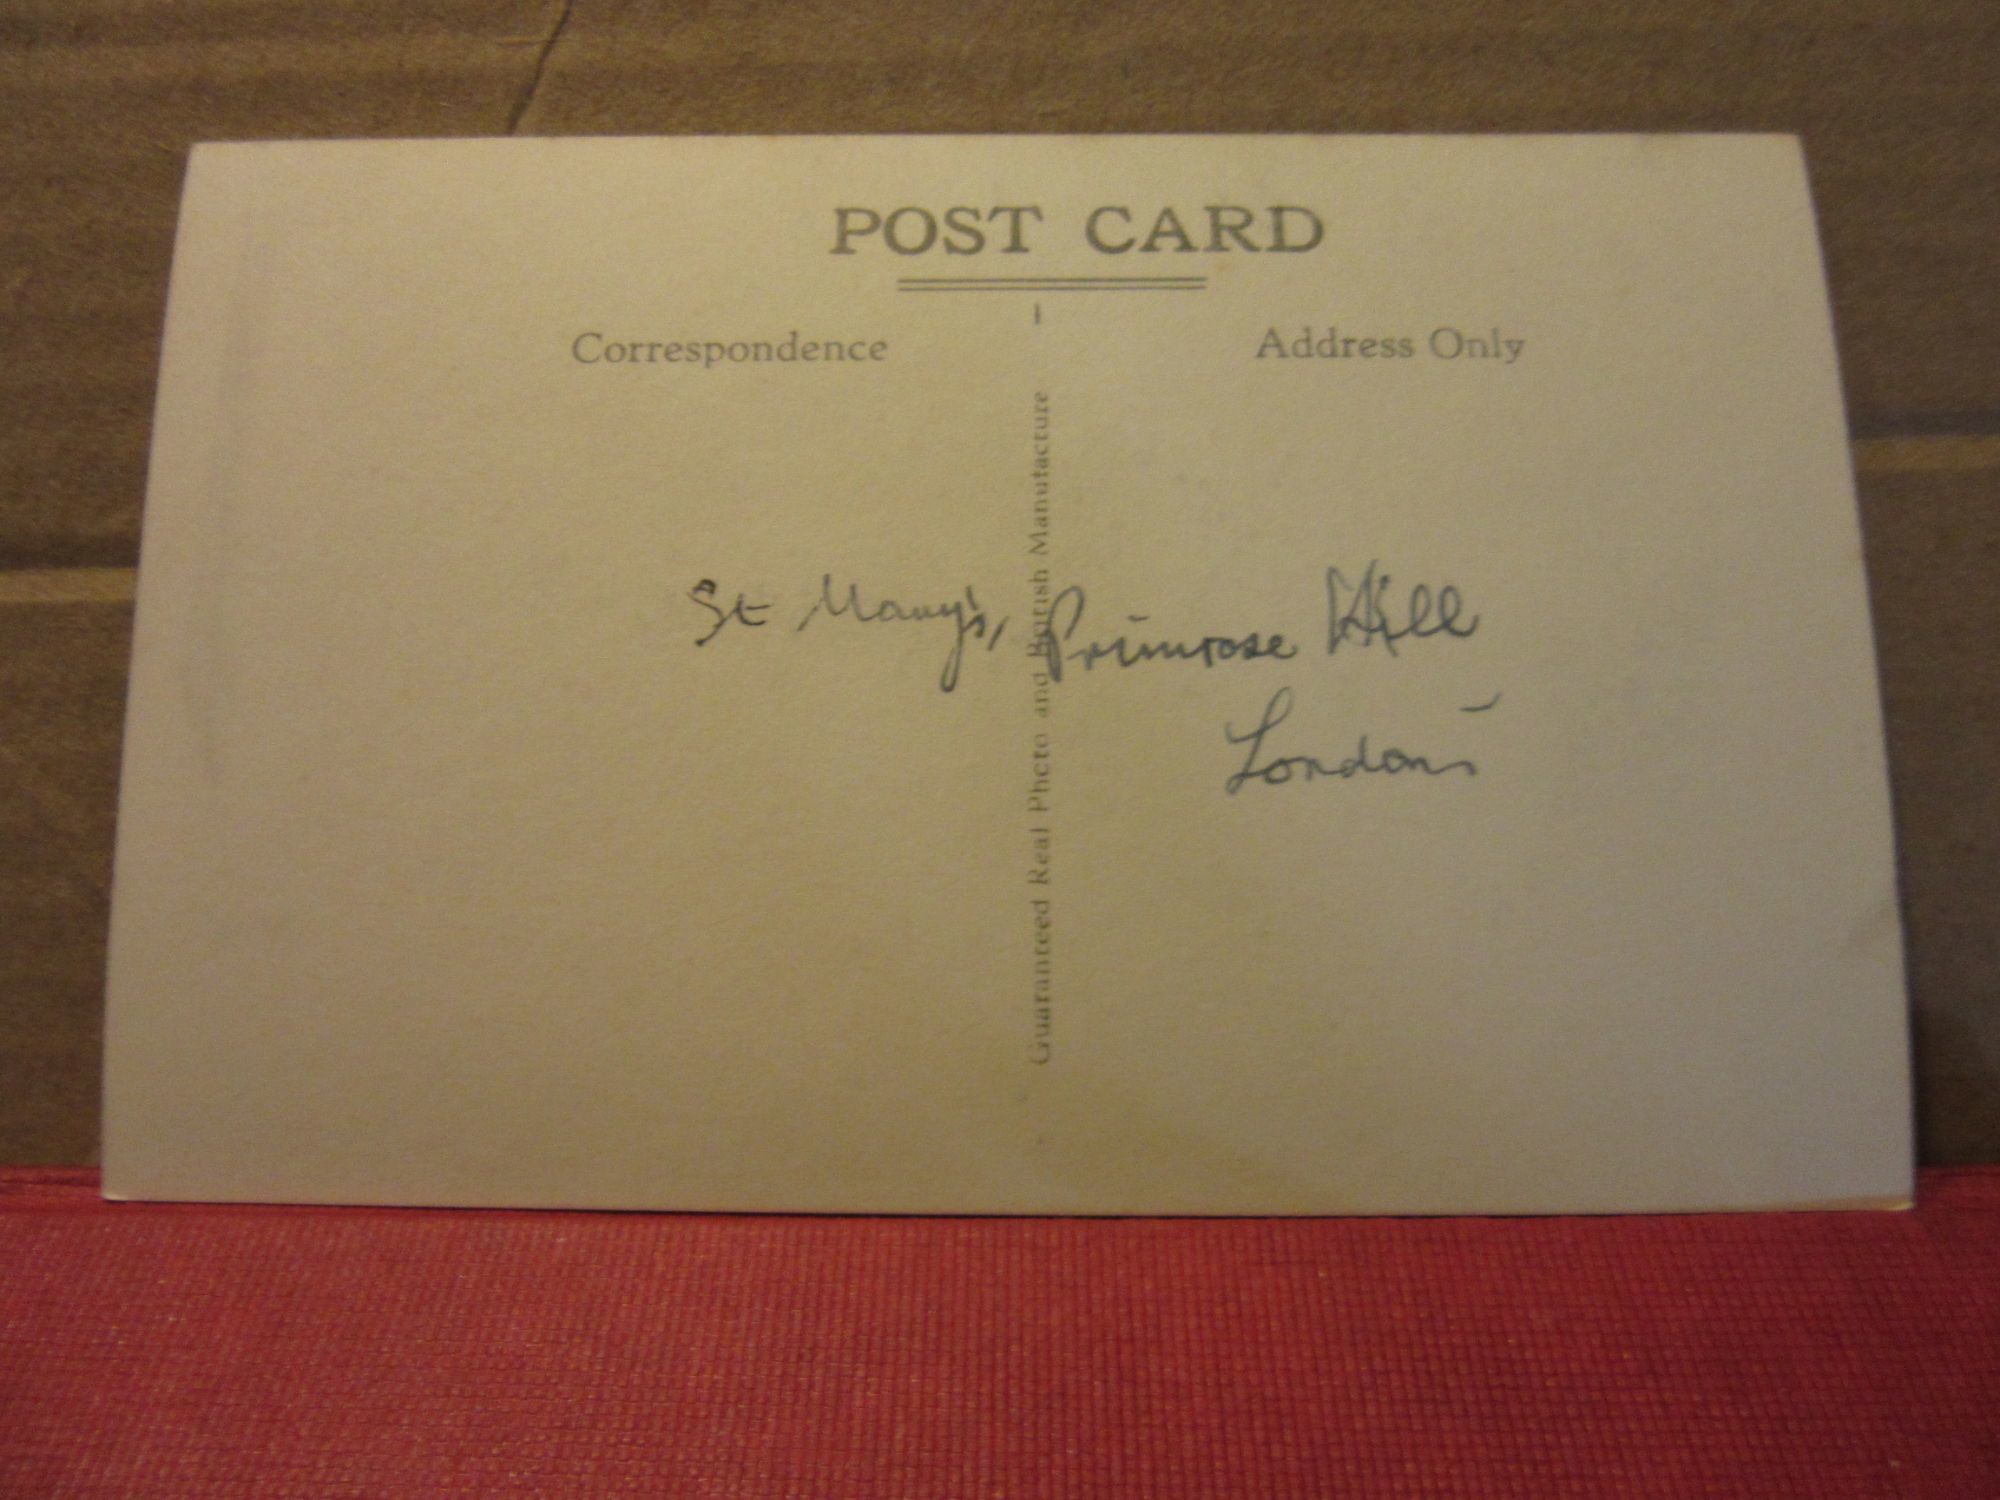 POST CARD
Correspondence
Address Only
Guaranteed Real Photo and British Manufacture
St Mary's, Primrose Hill
London